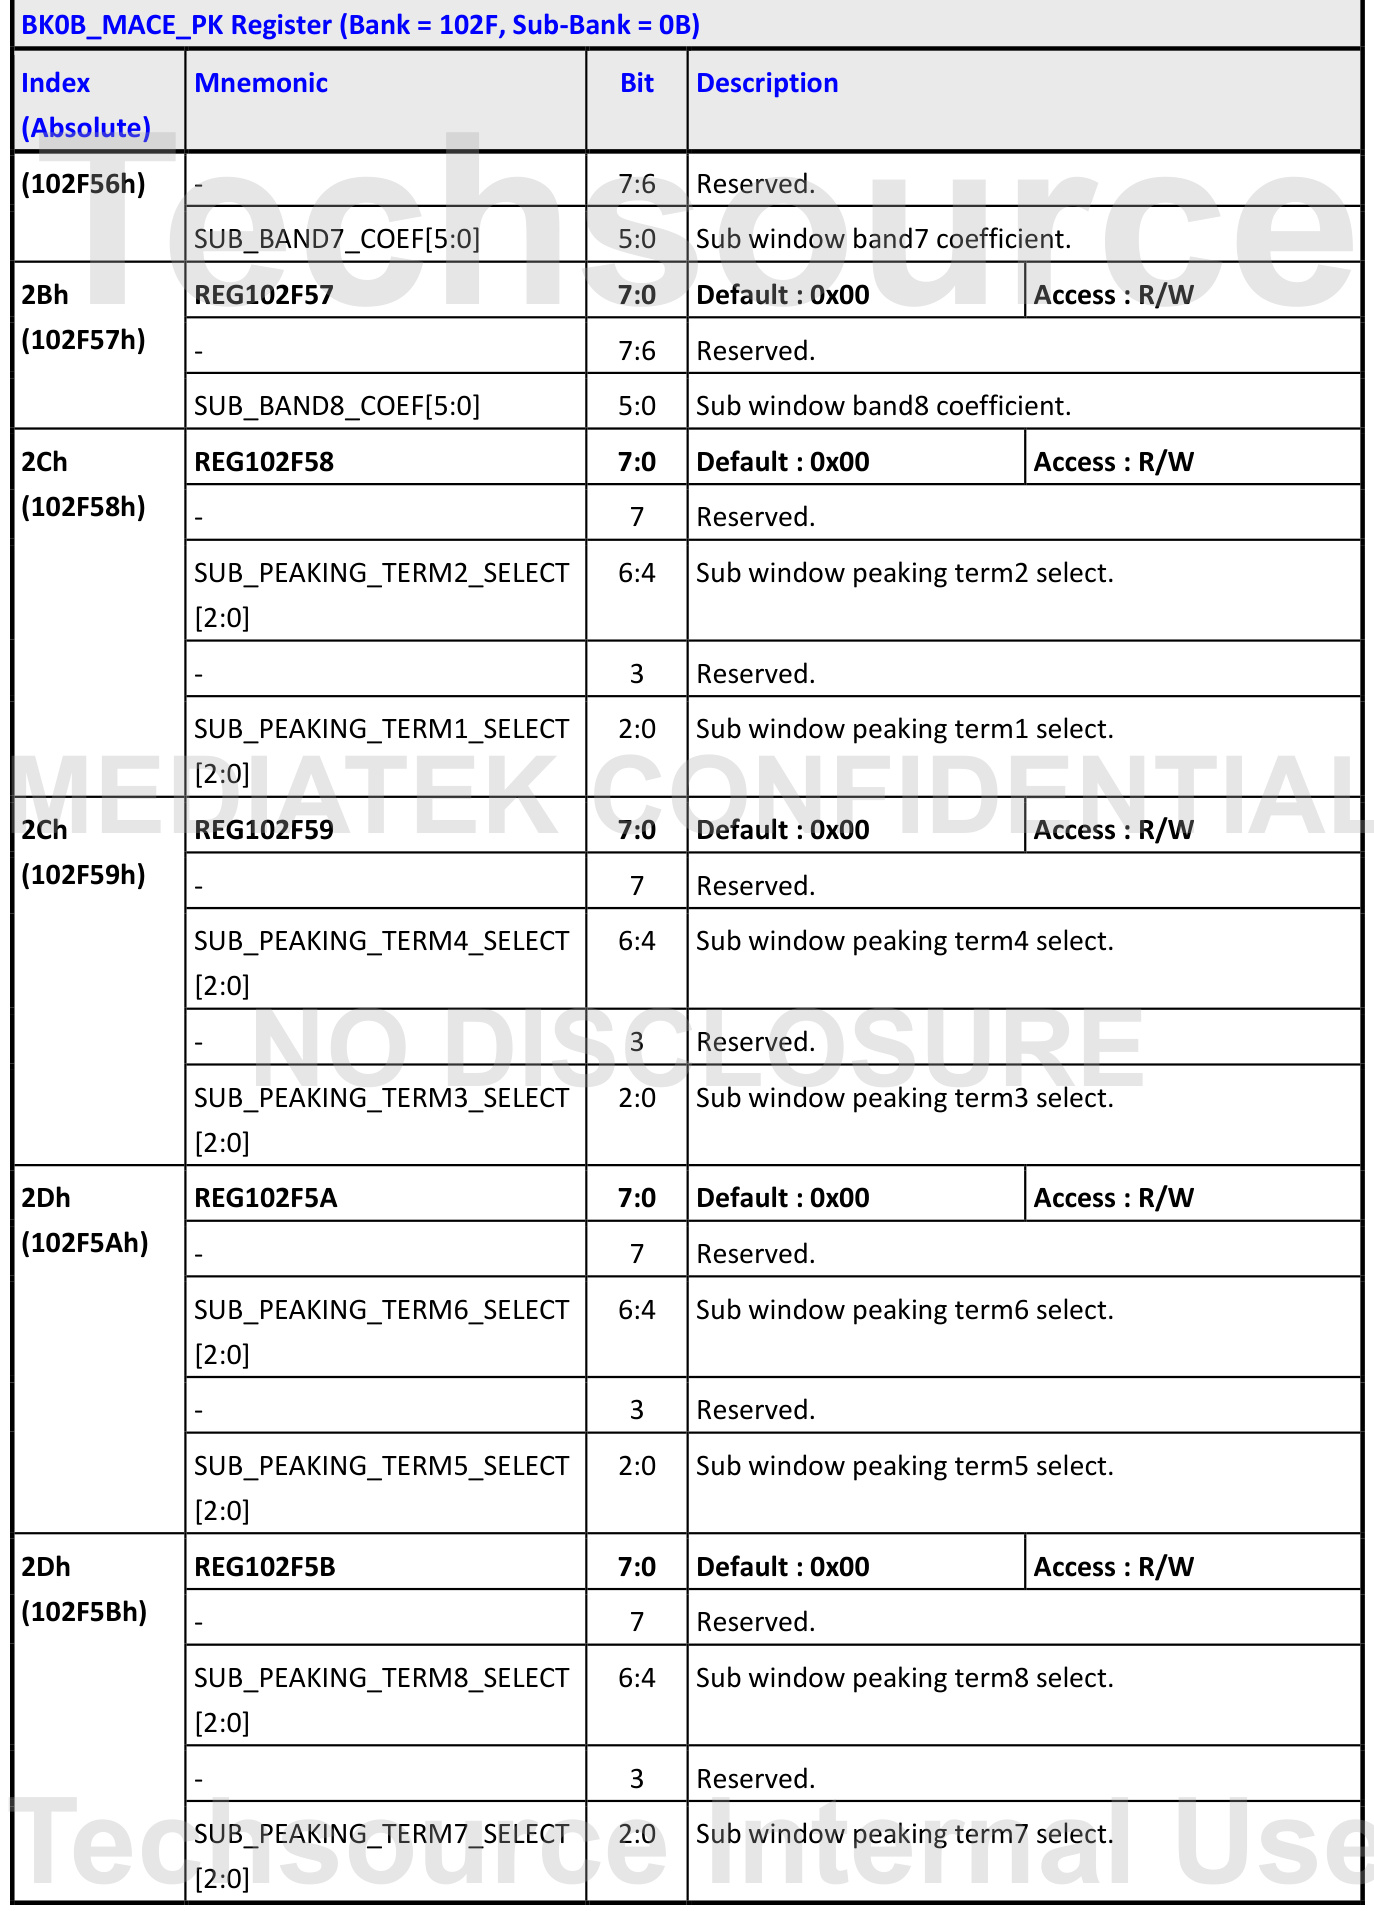 BK0B_MACE_PK Register (Bank = 102F, Sub-Bank = 0B)
Index (Absolute) Mnemonic Bit Description
(102F56h) - 7:6 Reserved.
SUB_BAND7_COEF[5:0] 5:0 Sub window band7 coefficient.
2Bh REG102F57 7:0 Default : 0x00 Access : R/W
(102F57h)
- 7:6 Reserved.
SUB_BAND8_COEF[5:0] 5:0 Sub window band8 coefficient.
2Ch REG102F58 7:0 Default : 0x00 Access : R/W
(102F58h)
- 7 Reserved.
SUB_PEAKING_TERM2_SELECT 6:4 Sub window peaking term2 select.
[2:0]
- 3 Reserved.
SUB_PEAKING_TERM1_SELECT 2:0 Sub window peaking term1 select.
[2:0]
2Ch REG102F59 7:0 Default : 0x00 Access : R/W
(102F59h)
- 7 Reserved.
SUB_PEAKING_TERM4_SELECT 6:4 Sub window peaking term4 select.
[2:0]
- 3 Reserved.
SUB_PEAKING_TERM3_SELECT 2:0 Sub window peaking term3 select.
[2:0]
2Dh REG102F5A 7:0 Default : 0x00 Access : R/W
(102F5Ah)
- 7 Reserved.
SUB_PEAKING_TERM6_SELECT 6:4 Sub window peaking term6 select.
[2:0]
- 3 Reserved.
SUB_PEAKING_TERM5_SELECT 2:0 Sub window peaking term5 select.
[2:0]
2Dh REG102F5B 7:0 Default : 0x00 Access : R/W
(102F5Bh)
- 7 Reserved.
SUB_PEAKING_TERM8_SELECT 6:4 Sub window peaking term8 select.
[2:0]
- 3 Reserved.
SUB_PEAKING_TERM7_SELECT 2:0 Sub window peaking term7 select.
[2:0]
Techsource
MEDIATEK CONFIDENTIAL
NO DISCLOSURE
Techsource Internal Use